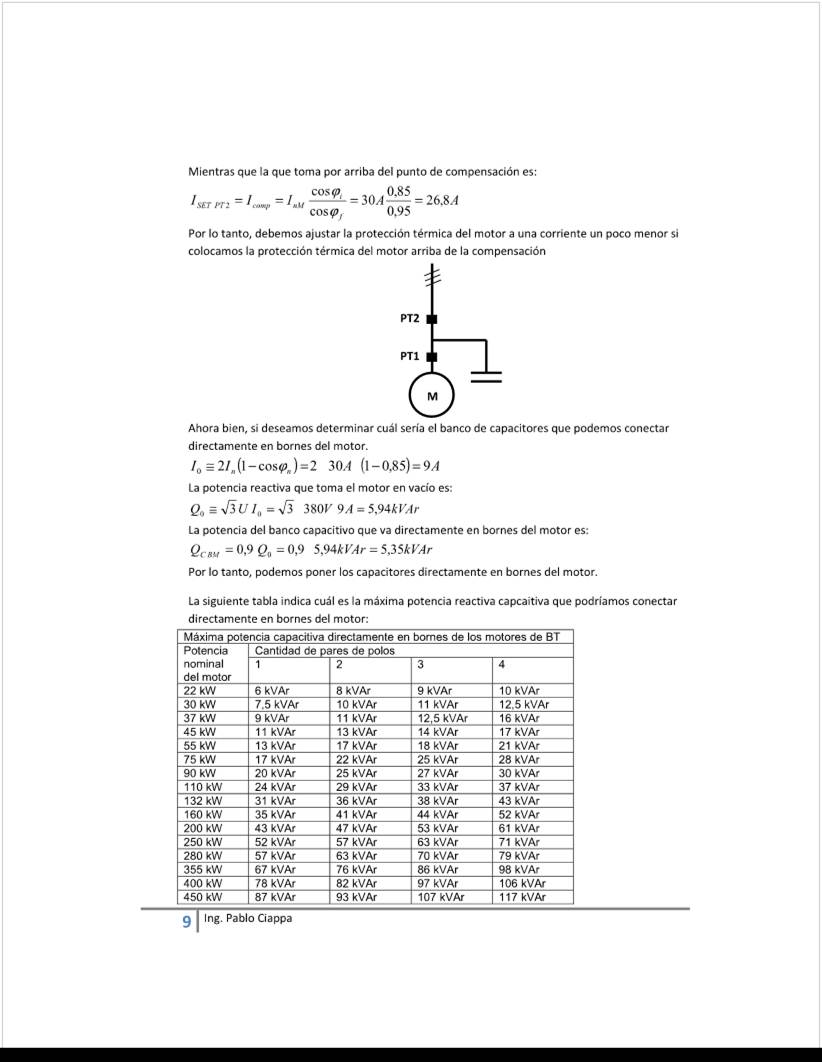 Mientras que la que toma por arriba del punto de compensación es:
I_{SET PT2} = I_{comp} = I_{nM} \frac{\cos φ_i}{\cos φ_f} = 30A \frac{0,85}{0,95} = 26,8A
Por lo tanto, debemos ajustar la protección térmica del motor a una corriente un poco menor si
colocamos la protección térmica del motor arriba de la compensación
PT2
PT1
M
Ahora bien, si deseamos determinar cuál sería el banco de capacitores que podemos conectar
directamente en bornes del motor.
I_0 ≅ 2I_n(1 − cosφ_n) = 2 30A (1 − 0,85) = 9A
La potencia reactiva que toma el motor en vacío es:
Q_0 ≅ √3 U I_0 = √3 380V 9A = 5,94kVAr
La potencia del banco capacitivo que va directamente en bornes del motor es:
Q_{CBM} = 0,9 Q_0 = 0,9 5,94kVAr = 5,35kVAr
Por lo tanto, podemos poner los capacitores directamente en bornes del motor.
La siguiente tabla indica cuál es la máxima potencia reactiva capcaitiva que podríamos conectar
directamente en bornes del motor:
Máxima potencia capacitiva directamente en bornes de los motores de BT
Potencia Cantidad de pares de polos
nominal 1 2 3 4
del motor
22 kW 6 kVAr 8 kVAr 9 kVAr 10 kVAr
30 kW 7,5 kVAr 10 kVAr 11 kVAr 12,5 kVAr
37 kW 9 kVAr 11 kVAr 12,5 kVAr 16 kVAr
45 kW 11 kVAr 13 kVAr 14 kVAr 17 kVAr
55 kW 13 kVAr 17 kVAr 18 kVAr 21 kVAr
75 kW 17 kVAr 22 kVAr 25 kVAr 28 kVAr
90 kW 20 kVAr 25 kVAr 27 kVAr 30 kVAr
110 kW 24 kVAr 29 kVAr 33 kVAr 37 kVAr
132 kW 31 kVAr 36 kVAr 38 kVAr 43 kVAr
160 kW 35 kVAr 41 kVAr 44 kVAr 52 kVAr
200 kW 43 kVAr 47 kVAr 53 kVAr 61 kVAr
250 kW 52 kVAr 57 kVAr 63 kVAr 71 kVAr
280 kW 57 kVAr 63 kVAr 70 kVAr 79 kVAr
355 kW 67 kVAr 76 kVAr 86 kVAr 98 kVAr
400 kW 78 kVAr 82 kVAr 97 kVAr 106 kVAr
450 kW 87 kVAr 93 kVAr 107 kVAr 117 kVAr
9 Ing. Pablo Ciappa